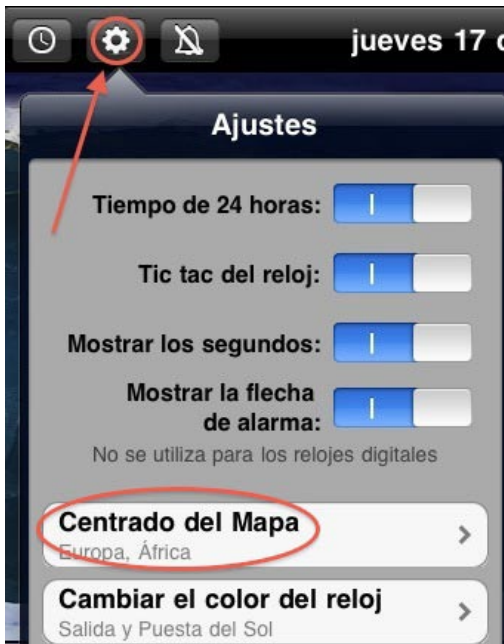 jueves 17
Ajustes
Tiempo de 24 horas:
Tic tac del reloj:
Mostrar los segundos:
Mostrar la flecha
de alarma:
No se utiliza para los relojes digitales
Centrado del Mapa
Europa, África
Cambiar el color del reloj
Salida y Puesta del Sol